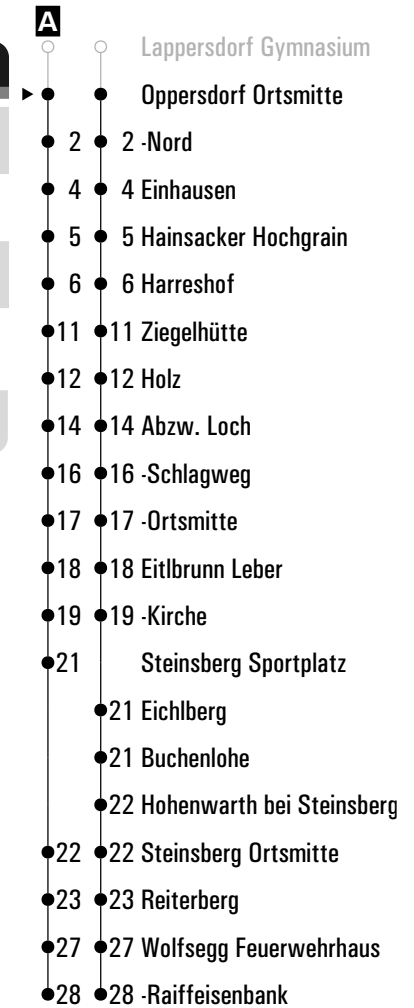 A
Lappersdorf Gymnasium
Oppersdorf Ortsmitte
2 2 -Nord
4 4 Einhausen
5 5 Hainsacker Hochgrain
6 6 Harreshof
11 11 Ziegelhütte
12 12 Holz
14 14 Abzw. Loch
16 16 -Schlagweg
17 17 -Ortsmitte
18 18 Eitlbrunn Leber
19 19 -Kirche
21 Steinsberg Sportplatz
21 Eichlberg
21 Buchenlohe
22 Hohenwarth bei Steinsberg
22 22 Steinsberg Ortsmitte
23 23 Reiterberg
27 27 Wolfsegg Feuerwehrhaus
28 28 -Raiffeisenbank